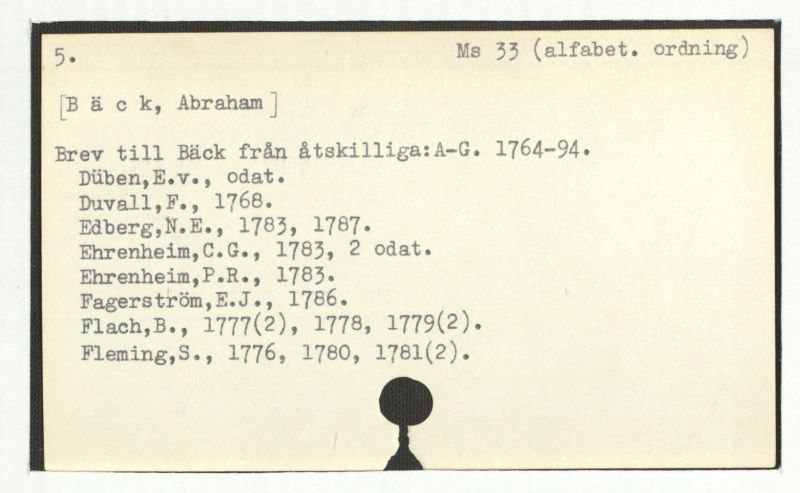 5. Ms 33 (alfabet. ordning)
[B ä c k, Abraham]
Brev till Bäck från åtskilliga:A-G. 1764-94.
Düben,E.v., odat.
Duvall,F., 1768.
Edberg,N.E., 1783, 1787.
Ehrenheim,C.G., 1783, 2 odat.
Ehrenheim,P.R., 1783.
Fagerström,E.J., 1786.
Flach,B., 1777(2), 1778, 1779(2).
Fleming,S., 1776, 1780, 1781(2).